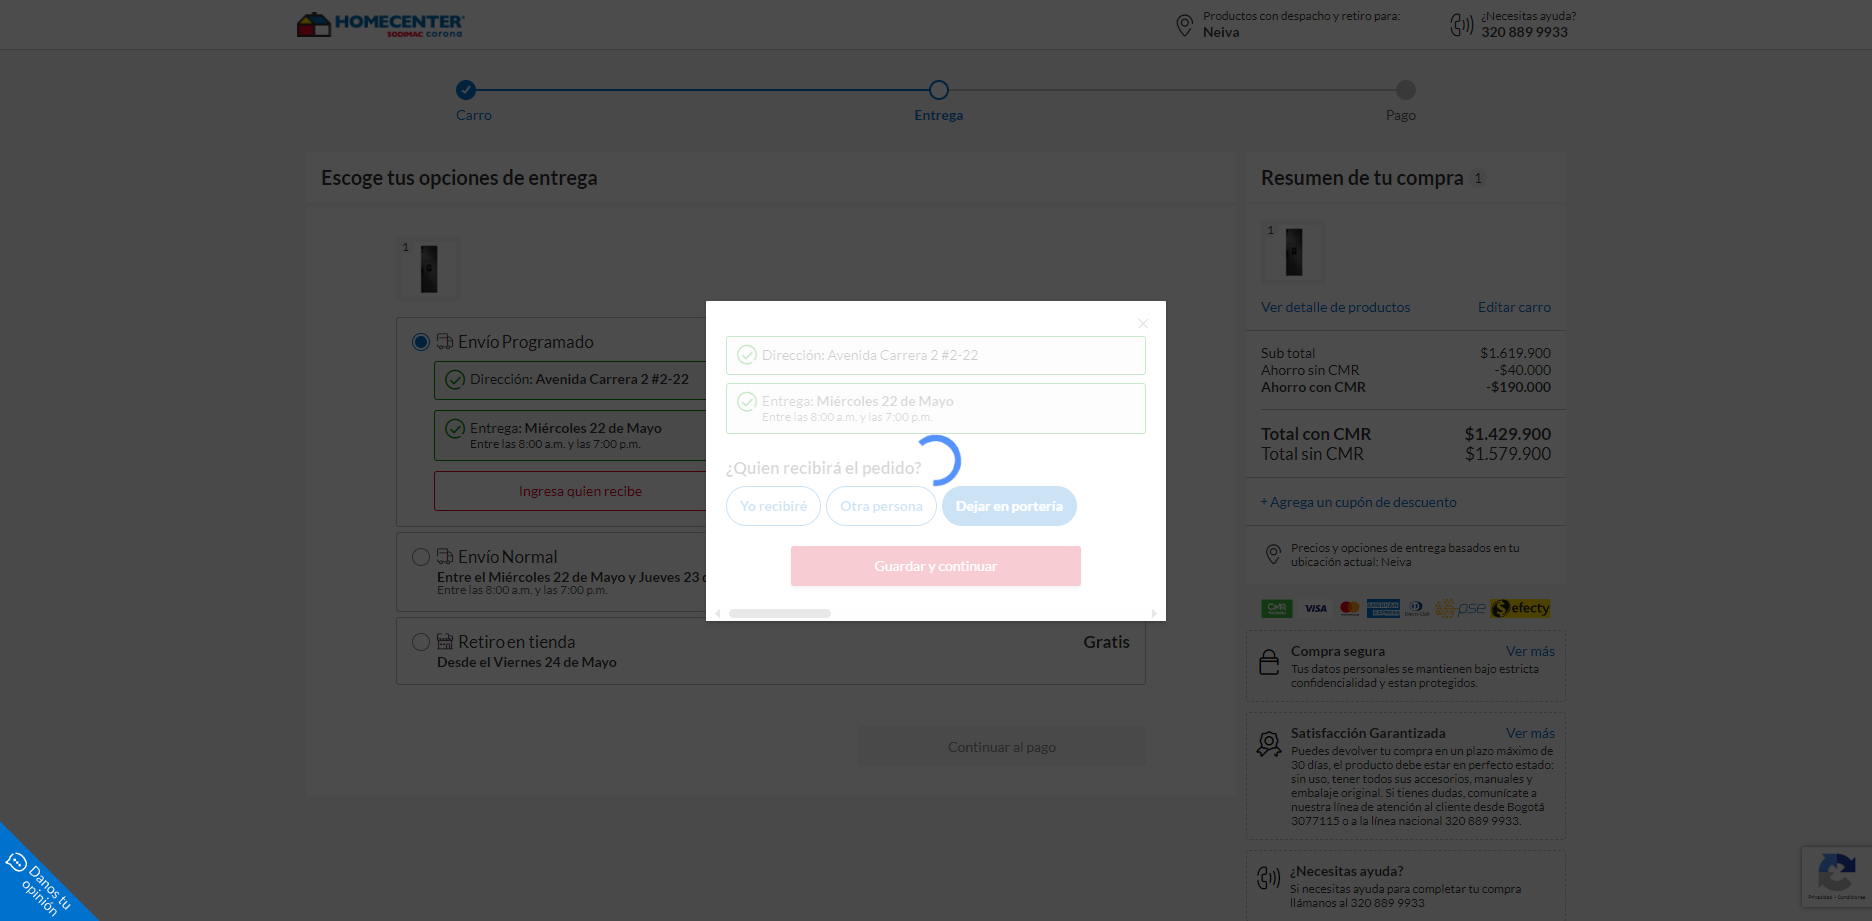 HOMECENTER
SODIMAC corona
Productos con despacho y retiro para:
Neiva
¿Necesitas ayuda?
320 889 9933
Carro
Entrega
Pago
Escoge tus opciones de entrega
1
Envío Programado
Dirección: Avenida Carrera 2 #2-22
Entrega: Miércoles 22 de Mayo
Entre las 8:00 a.m. y las 7:00 p.m.
Ingresa quien recibe
Envío Normal
Entre el Miércoles 22 de Mayo y Jueves 23 d
Entre las 8:00 a.m. y las 7:00 p.m.
Retiro en tienda
Gratis
Desde el Viernes 24 de Mayo
Continuar al pago
Dirección: Avenida Carrera 2 #2-22
Entrega: Miércoles 22 de Mayo
Entre las 8:00 a.m. y las 7:00 p.m.
¿Quien recibirá el pedido?
Yo recibiré Otra persona Dejar en portería
Guardar y continuar
Resumen de tu compra 1
1
Ver detalle de productos Editar carro
Sub total $1.619.900
Ahorro sin CMR -$40.000
Ahorro con CMR -$190.000
Total con CMR $1.429.900
Total sin CMR $1.579.900
+ Agrega un cupón de descuento
Precios y opciones de entrega basados en tu
ubicación actual: Neiva
CMR VISA mastercard AMERICAN EXPRESS Diners Club pse $efecty
Compra segura Ver más
Tus datos personales se mantienen bajo estricta
confidencialidad y estan protegidos.
Satisfacción Garantizada Ver más
Puedes devolver tu compra en un plazo máximo de
30 días, el producto debe estar en perfecto estado:
sin uso, tener todos sus accesorios, manuales y
embalaje original. Si tienes dudas, comunícate a
nuestra línea de atención al cliente desde Bogotá
3077115 o a la línea nacional 320 889 9933.
¿Necesitas ayuda?
Si necesitas ayuda para completar tu compra
llámanos al 320 889 9933
Danos tu
opinión
Privacidad - Condiciones